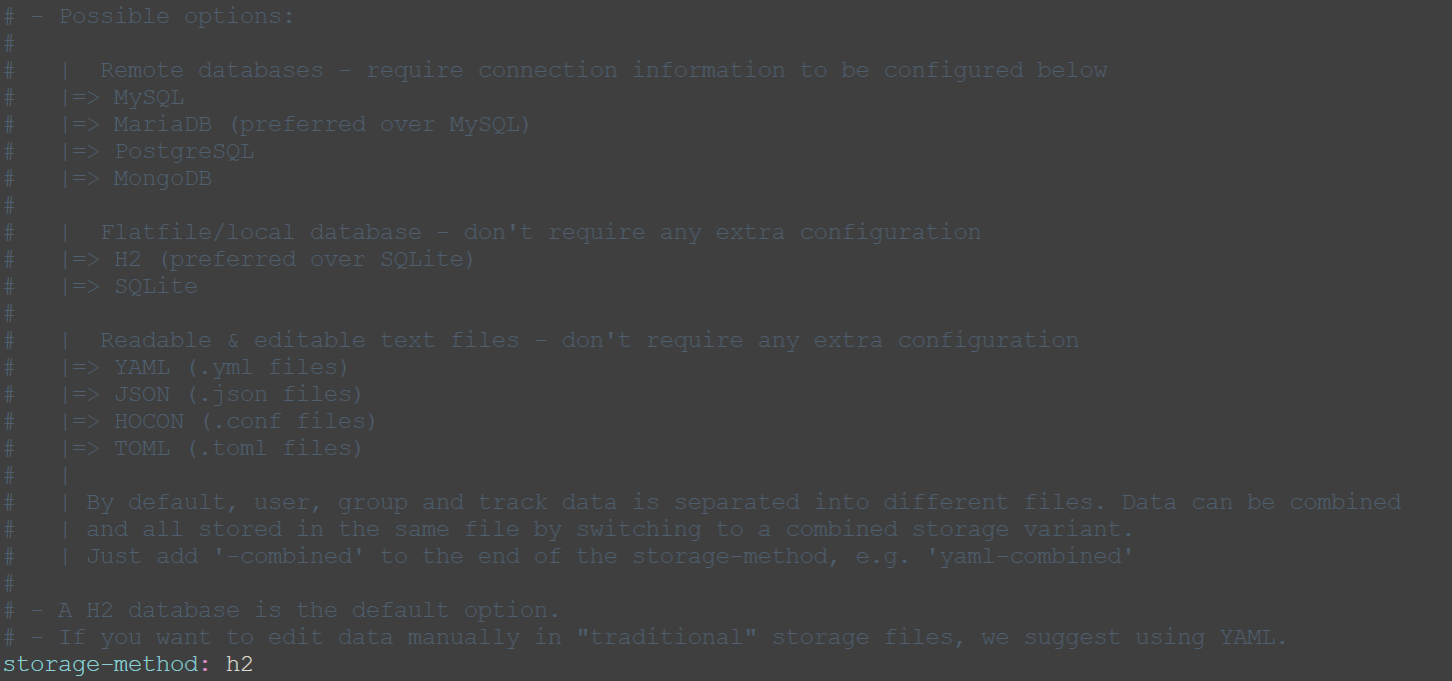 # - Possible options:
#
#   |  Remote databases - require connection information to be configured below
#   |=> MySQL
#   |=> MariaDB (preferred over MySQL)
#   |=> PostgreSQL
#   |=> MongoDB
#
#   |  Flatfile/local database - don't require any extra configuration
#   |=> H2 (preferred over SQLite)
#   |=> SQLite
#
#   |  Readable & editable text files - don't require any extra configuration
#   |=> YAML (.yml files)
#   |=> JSON (.json files)
#   |=> HOCON (.conf files)
#   |=> TOML (.toml files)
#   |
#   | By default, user, group and track data is separated into different files. Data can be combined
#   | and all stored in the same file by switching to a combined storage variant.
#   | Just add '-combined' to the end of the storage-method, e.g. 'yaml-combined'
#
# - A H2 database is the default option.
# - If you want to edit data manually in "traditional" storage files, we suggest using YAML.
storage-method: h2